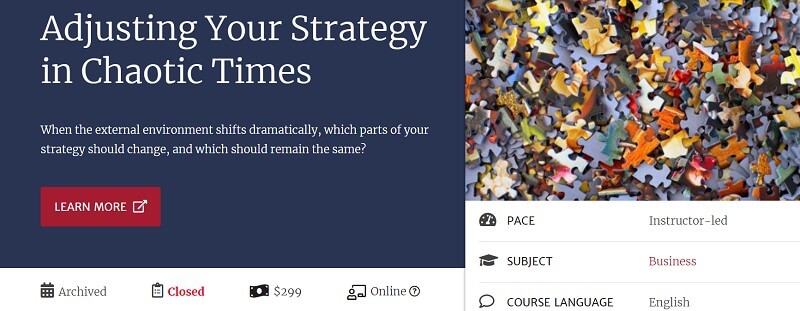 Adjusting Your Strategy
in Chaotic Times
When the external environment shifts dramatically, which parts of your
strategy should change, and which should remain the same?
LEARN MORE
Archived
Closed
$299
Online
PACE Instructor-led
SUBJECT Business
COURSE LANGUAGE English